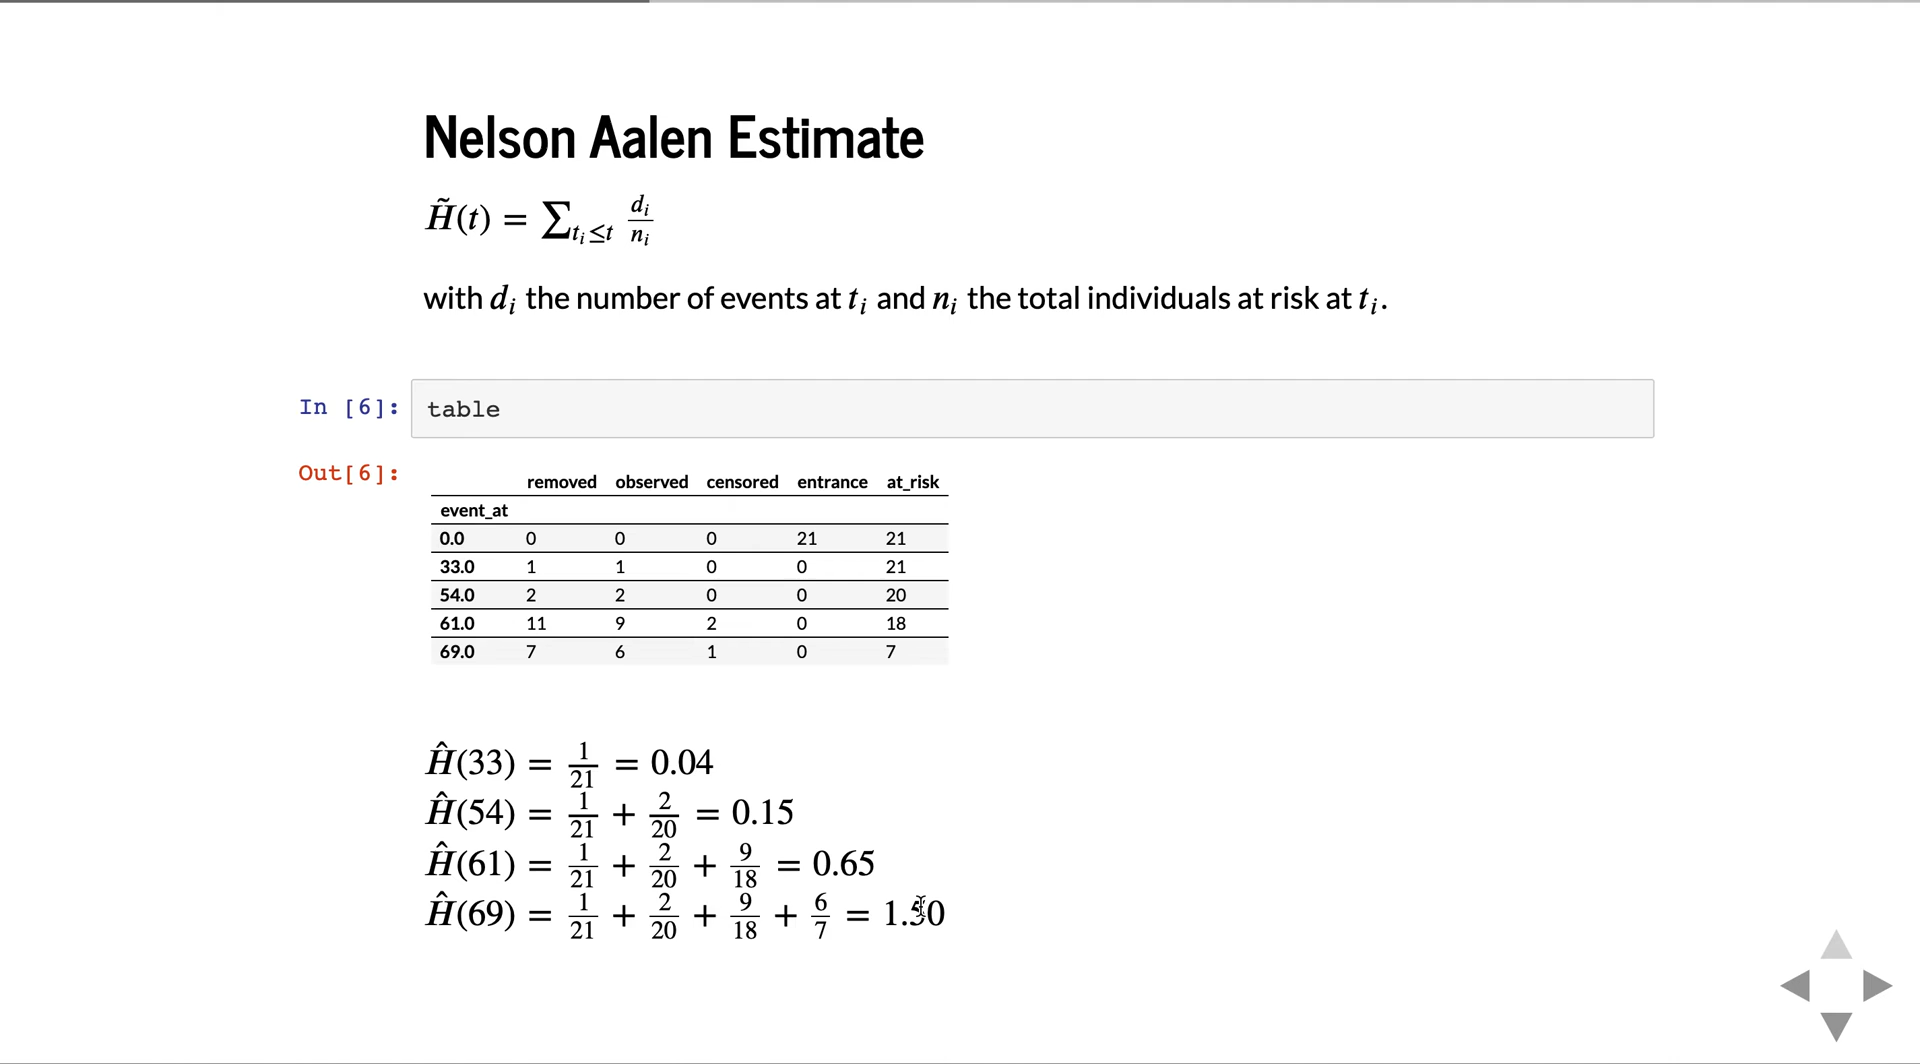 Nelson Aalen Estimate
H̃(t) = ∑_{t_i≤t} d_i/n_i
with d_i the number of events at t_i and n_i the total individuals at risk at t_i.
In [6]: table
Out[6]:
removed observed censored entrance at_risk
event_at
0.0 0 0 0 21 21
33.0 1 1 0 0 21
54.0 2 2 0 0 20
61.0 11 9 2 0 18
69.0 7 6 1 0 7
Ĥ(33) = 1/21 = 0.04
Ĥ(54) = 1/21 + 2/20 = 0.15
Ĥ(61) = 1/21 + 2/20 + 9/18 = 0.65
Ĥ(69) = 1/21 + 2/20 + 9/18 + 6/7 = 1.50